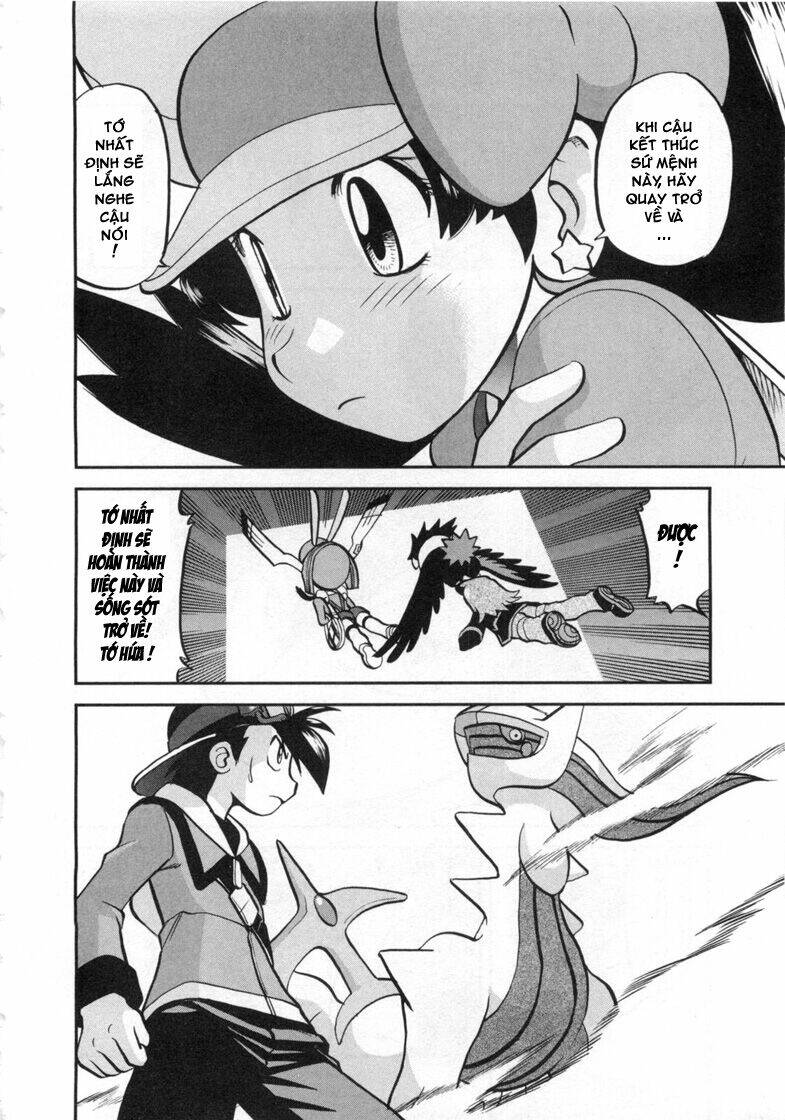 KHI CẬU
KẾT THÚC
SỨ MỆNH
NÀY, HÃY
QUAY TRỞ
VỀ VÀ
...
TỚ
NHẤT
ĐỊNH SẼ
LẮNG
NGHE
CẬU
NÓI
!
ĐƯỢC
!
TỚ NHẤT
ĐỊNH SẼ
HOÀN THÀNH
VIỆC NÀY VÀ
SỐNG SÓT
TRỞ VỀ!
TỚ HỨA !